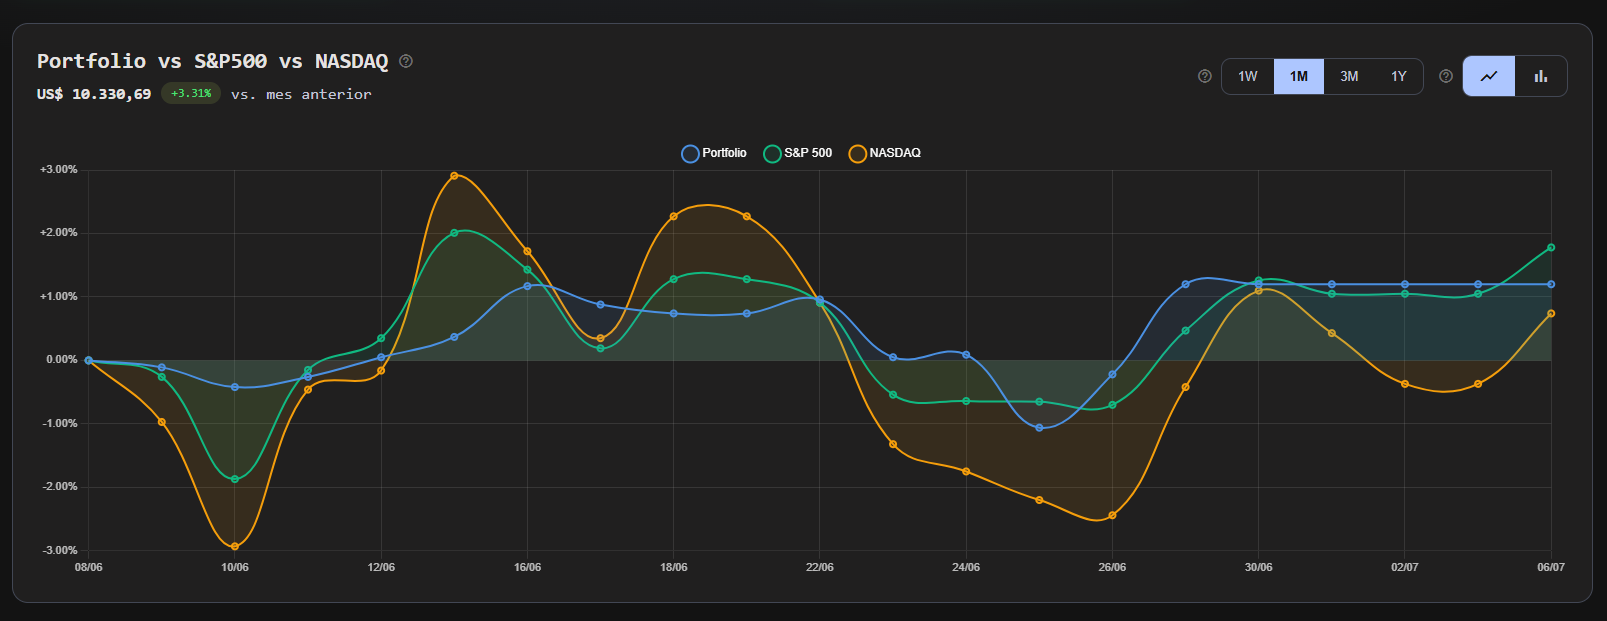 Portfolio vs S&P500 vs NASDAQ ?
US$ 10.330,69 +3.31% vs. mes anterior
? 1W 1M 3M 1Y ?
Portfolio S&P 500 NASDAQ
+3.00%
+2.00%
+1.00%
0.00%
-1.00%
-2.00%
-3.00%
08/06 10/06 12/06 16/06 18/06 22/06 24/06 26/06 30/06 02/07 06/07